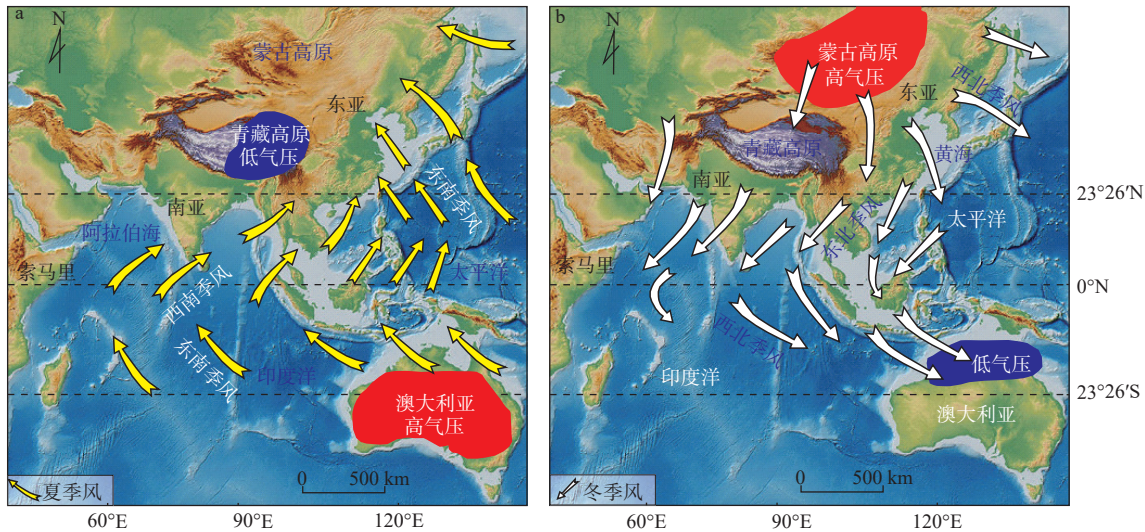 a
N
蒙古高原
东亚
青藏高原
低气压
东南季风
南亚
阿拉伯海
索马里
太平洋
西南季风
东南季风
印度洋
澳大利亚
高气压
0 500 km
夏季风
60°E
90°E
120°E
b
N
蒙古高原
高气压
西北季风
东亚
青藏高原
黄海
南亚
23°26′N
东北季风
太平洋
索马里
0°N
西北季风
印度洋
低气压
23°26′S
澳大利亚
0 500 km
冬季风
60°E
90°E
120°E